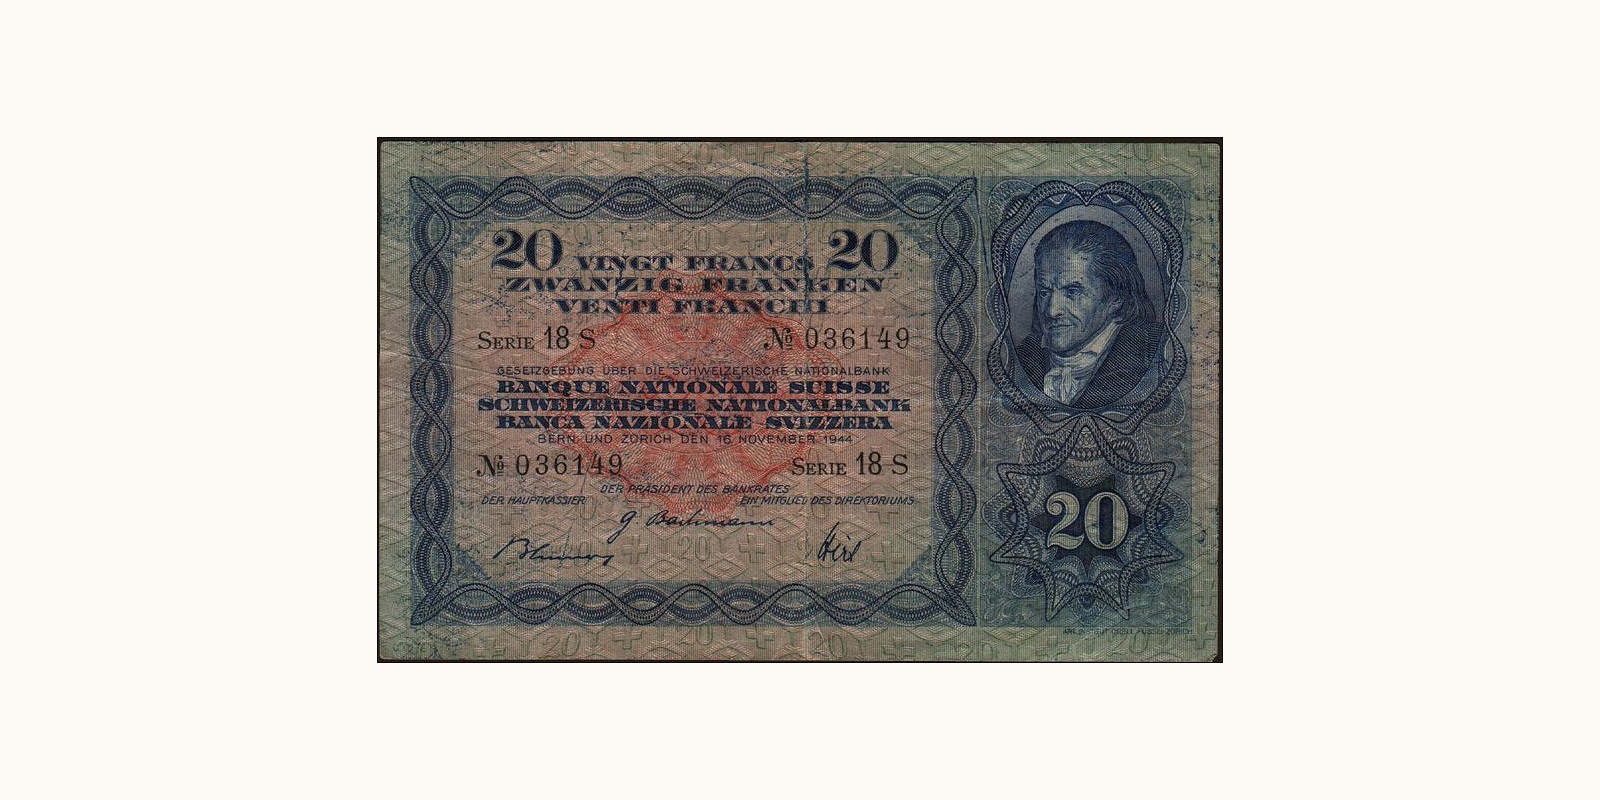 20 VINGT FRANCS 20
ZWANZIG FRANKEN
VENTI FRANCHI
SERIE 18 S № 036149
GESETZGEBUNG ÜBER DIE SCHWEIZERISCHE NATIONALBANK
BANQUE NATIONALE SUISSE
SCHWEIZERISCHE NATIONALBANK
BANCA NAZIONALE SVIZZERA
BERN UND ZÜRICH DEN 16. NOVEMBER 1944
№ 036149 SERIE 18 S
DER PRÄSIDENT DES BANKRATES
DER HAUPTKASSIER EIN MITGLIED DES DIREKTORIUMS
G. Bachmann
20